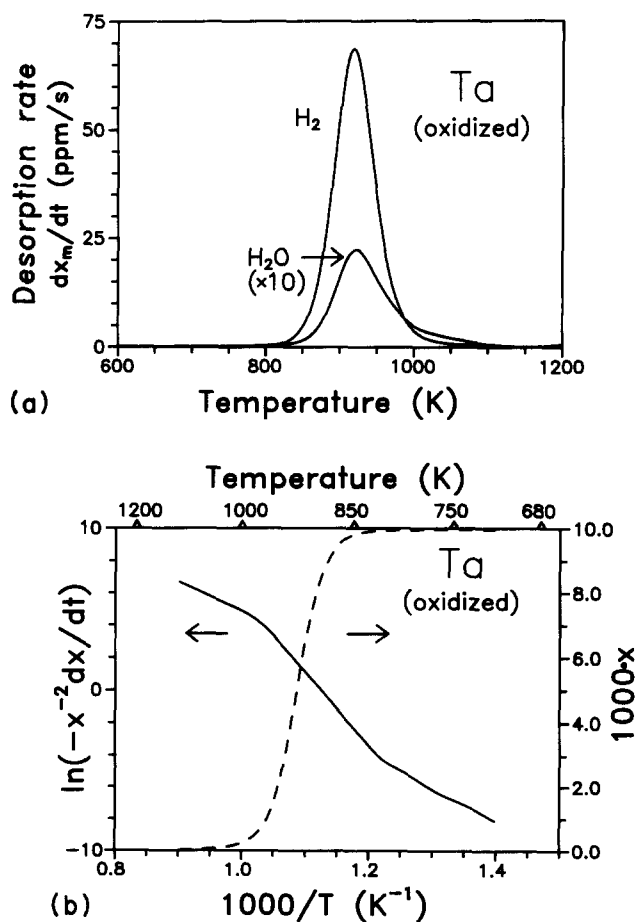 75
50
25
0
Desorption rate
dxₘ/dt (ppm/s)
Ta
(oxidized)
H₂
H₂O
(×10)
600 800 1000 1200
(a) Temperature (K)
Temperature (K)
1200 1000 850 750 680
10
0
-10
ln(-x⁻²dx/dt)
Ta
(oxidized)
10.0
8.0
6.0
4.0
2.0
0.0
1000·x
0.8 1.0 1.2 1.4
(b) 1000/T (K⁻¹)